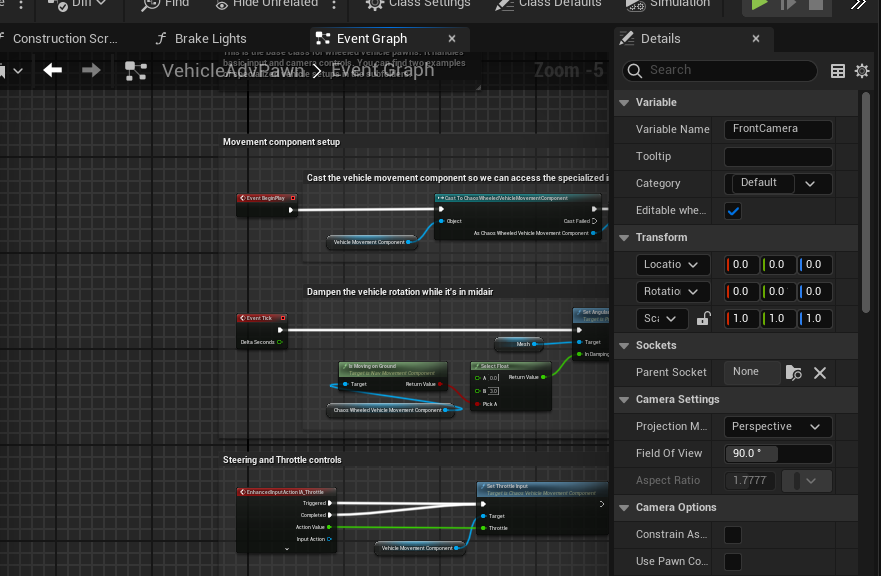 Diff
Find
Hide Unrelated
Class Settings
Class Defaults
Simulation
Construction Scr...
Brake Lights
Event Graph
Details
This is the base class for wheeled vehicle pawns. It handles
basic input and camera controls. You can find two examples
VehicleAdvPawn > Event Graph
Zoom -5
Search
Variable
Variable Name
FrontCamera
Tooltip
Category
Default
Editable whe...
Transform
Locatio
0.0
0.0
0.0
Rotatio
0.0
0.0
0.0
Sca
1.0
1.0
1.0
Sockets
Parent Socket
None
Camera Settings
Projection M...
Perspective
Field Of View
90.0 °
Aspect Ratio
1.7777
Camera Options
Constrain As...
Use Pawn Co...
Movement component setup
Cast the vehicle movement component so we can access the specialized i
Event BeginPlay
Cast To ChaosWheeledVehicleMovementComponent
Object
Cast Failed
As Chaos Wheeled Vehicle Movement Component
Vehicle Movement Component
Dampen the vehicle rotation while it's in midair
Event Tick
Delta Seconds
Set Angula
Target is Pr
Target
In Damping
Mesh
Is Moving on Ground
Target is Nav Movement Component
Target
Return Value
Select Float
A 0.0
Return Value
B 3.0
Pick A
Chaos Wheeled Vehicle Movement Component
Steering and Throttle controls
EnhancedInputAction IA_Throttle
Triggered
Completed
Action Value
Input Action
Set Throttle Input
Target is Chaos Vehicle Movement Component
Target
Throttle
Vehicle Movement Component